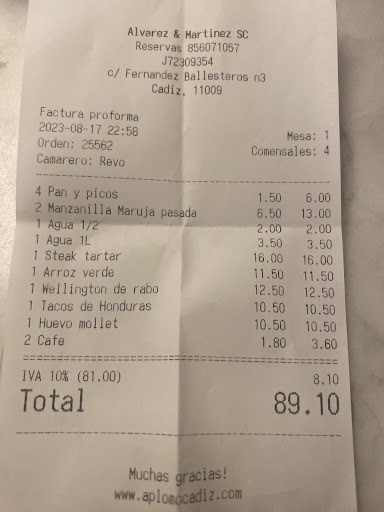 Alvarez & Martinez SC
Reservas 856071057
J72309354
c/ Fernandez Ballesteros n3
Cadiz, 11009
Factura proforma
2023-08-17 22:58 Mesa: 1
Orden: 25562 Comensales: 4
Camarero: Revo
4 Pan y picos 1.50 6.00
2 Manzanilla Maruja pasada 6.50 13.00
1 Agua 1/2 2.00 2.00
1 Agua 1L 3.50 3.50
1 Steak tartar 16.00 16.00
1 Arroz verde 11.50 11.50
1 Wellington de rabo 12.50 12.50
1 Tacos de Honduras 10.50 10.50
1 Huevo mollet 10.50 10.50
2 Cafe 1.80 3.60
IVA 10% (81.00) 8.10
Total 89.10
Muchas gracias!
www.aplomocadiz.com